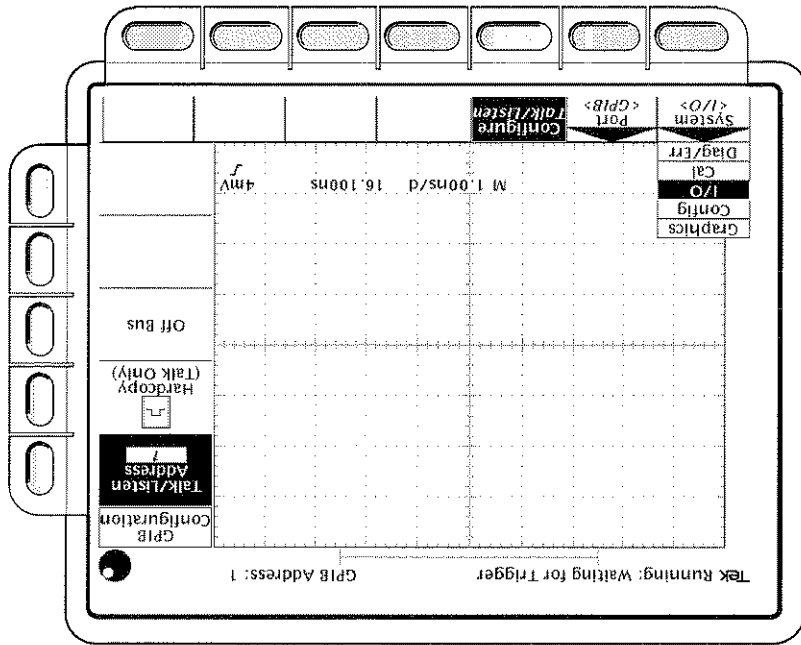 Tek Running: Waiting for Trigger
GPIB Address: 1
GPIB
Configuration
Talk/Listen
Address
1
Hardcopy
(Talk Only)
Off Bus
Graphics
Config
I/O
Cal
Diag/Err
M 1.00ns/d 16.100ns
4mV
System
<I/O>
Port
<GPIB>
Configure
Talk/Listen